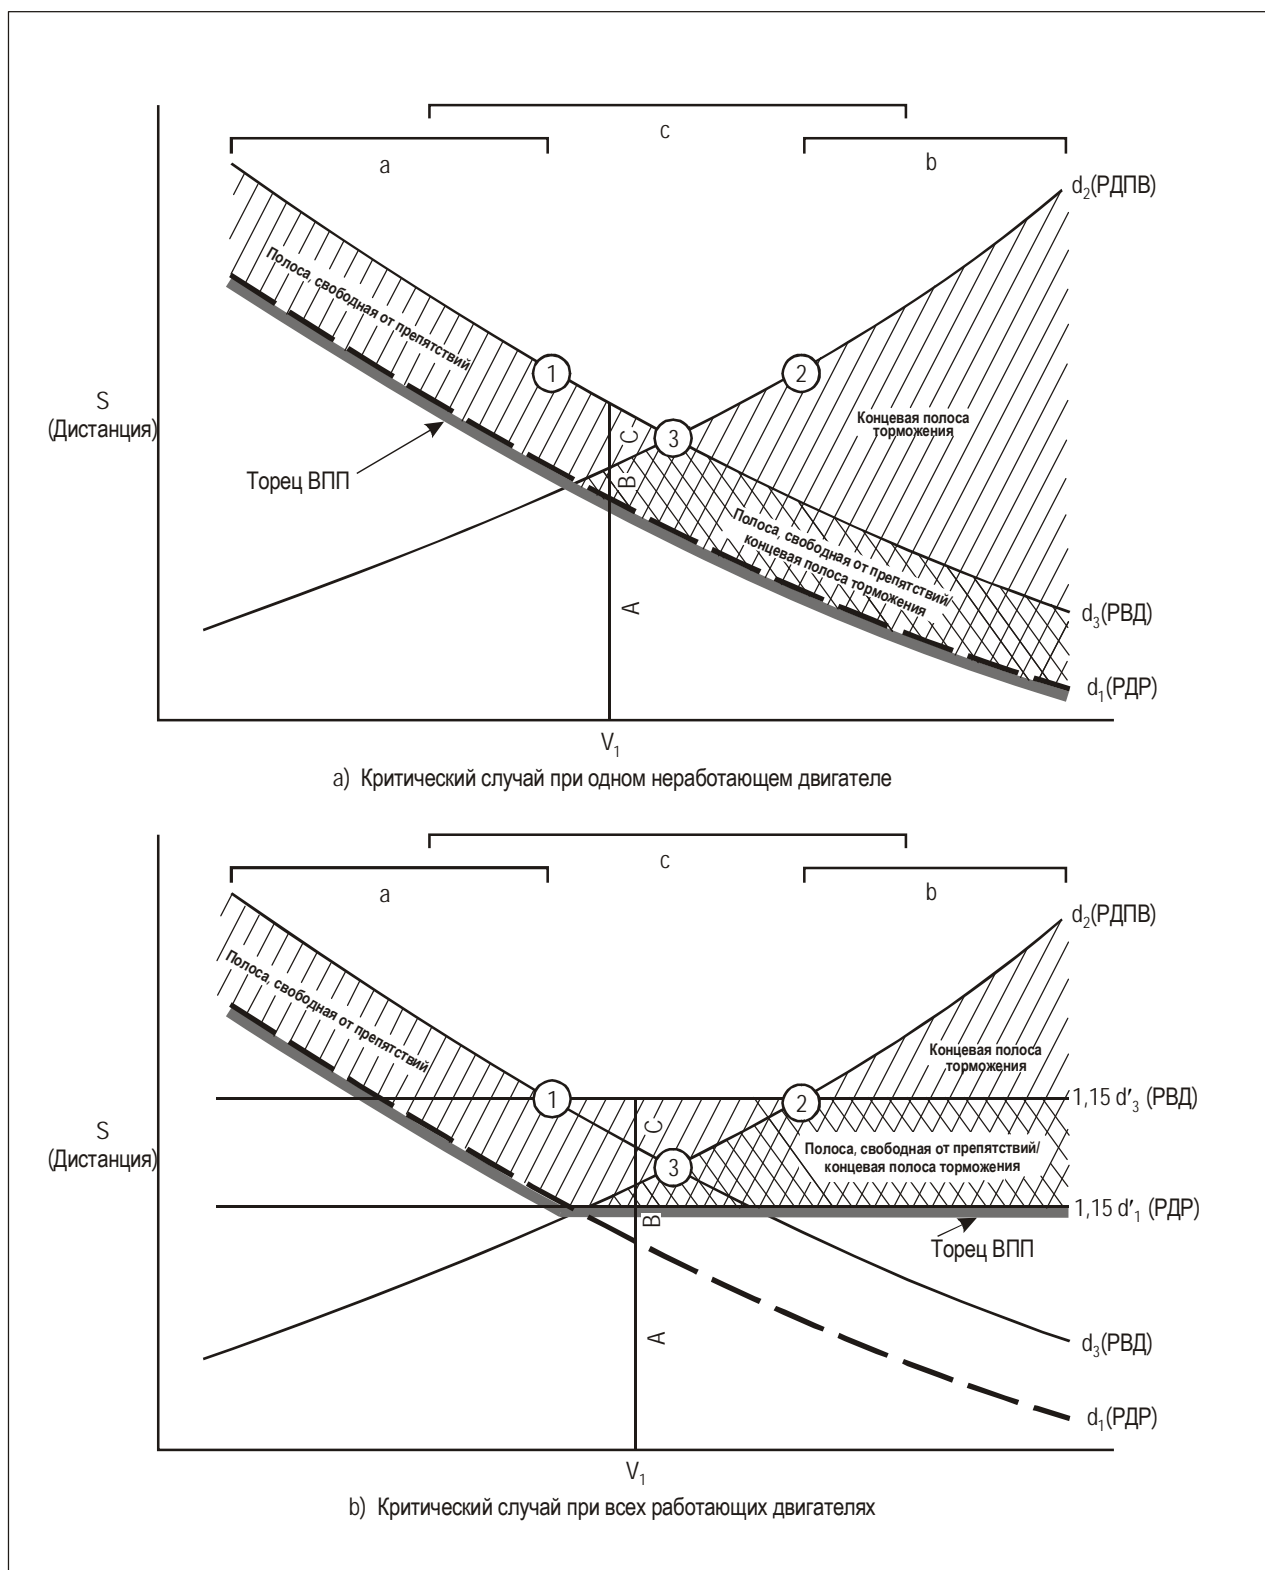 c
a
b
d₂(РДПВ)
Полоса, свободная от препятствий
1
2
Концевая полоса
торможения
S
(Дистанция)
C
3
Торец ВПП
B
Полоса, свободная от препятствий/
концевая полоса торможения
A
d₃(РВД)
d₁(РДР)
V₁
a) Критический случай при одном неработающем двигателе
c
a
b
d₂(РДПВ)
Полоса, свободная от препятствий
Концевая полоса
торможения
1
2
1,15 d′₃ (РВД)
S
(Дистанция)
C
3
Полоса, свободная от препятствий/
концевая полоса торможения
B
1,15 d′₁ (РДР)
Торец ВПП
A
d₃(РВД)
d₁(РДР)
V₁
b) Критический случай при всех работающих двигателях